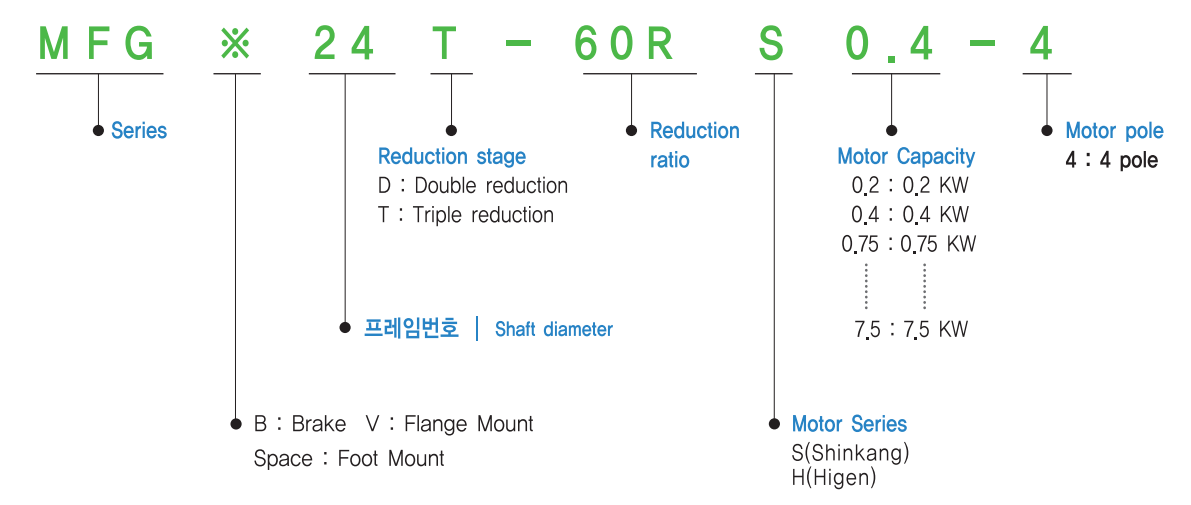 MFG ※ 24 T - 60R S 0.4 - 4
Series
Reduction stage
D : Double reduction
T : Triple reduction
Reduction
ratio
Motor Capacity
0.2 : 0.2 KW
0.4 : 0.4 KW
0.75 : 0.75 KW
7.5 : 7.5 KW
Motor pole
4 : 4 pole
프레임번호 | Shaft diameter
B : Brake V : Flange Mount
Space : Foot Mount
Motor Series
S(Shinkang)
H(Higen)